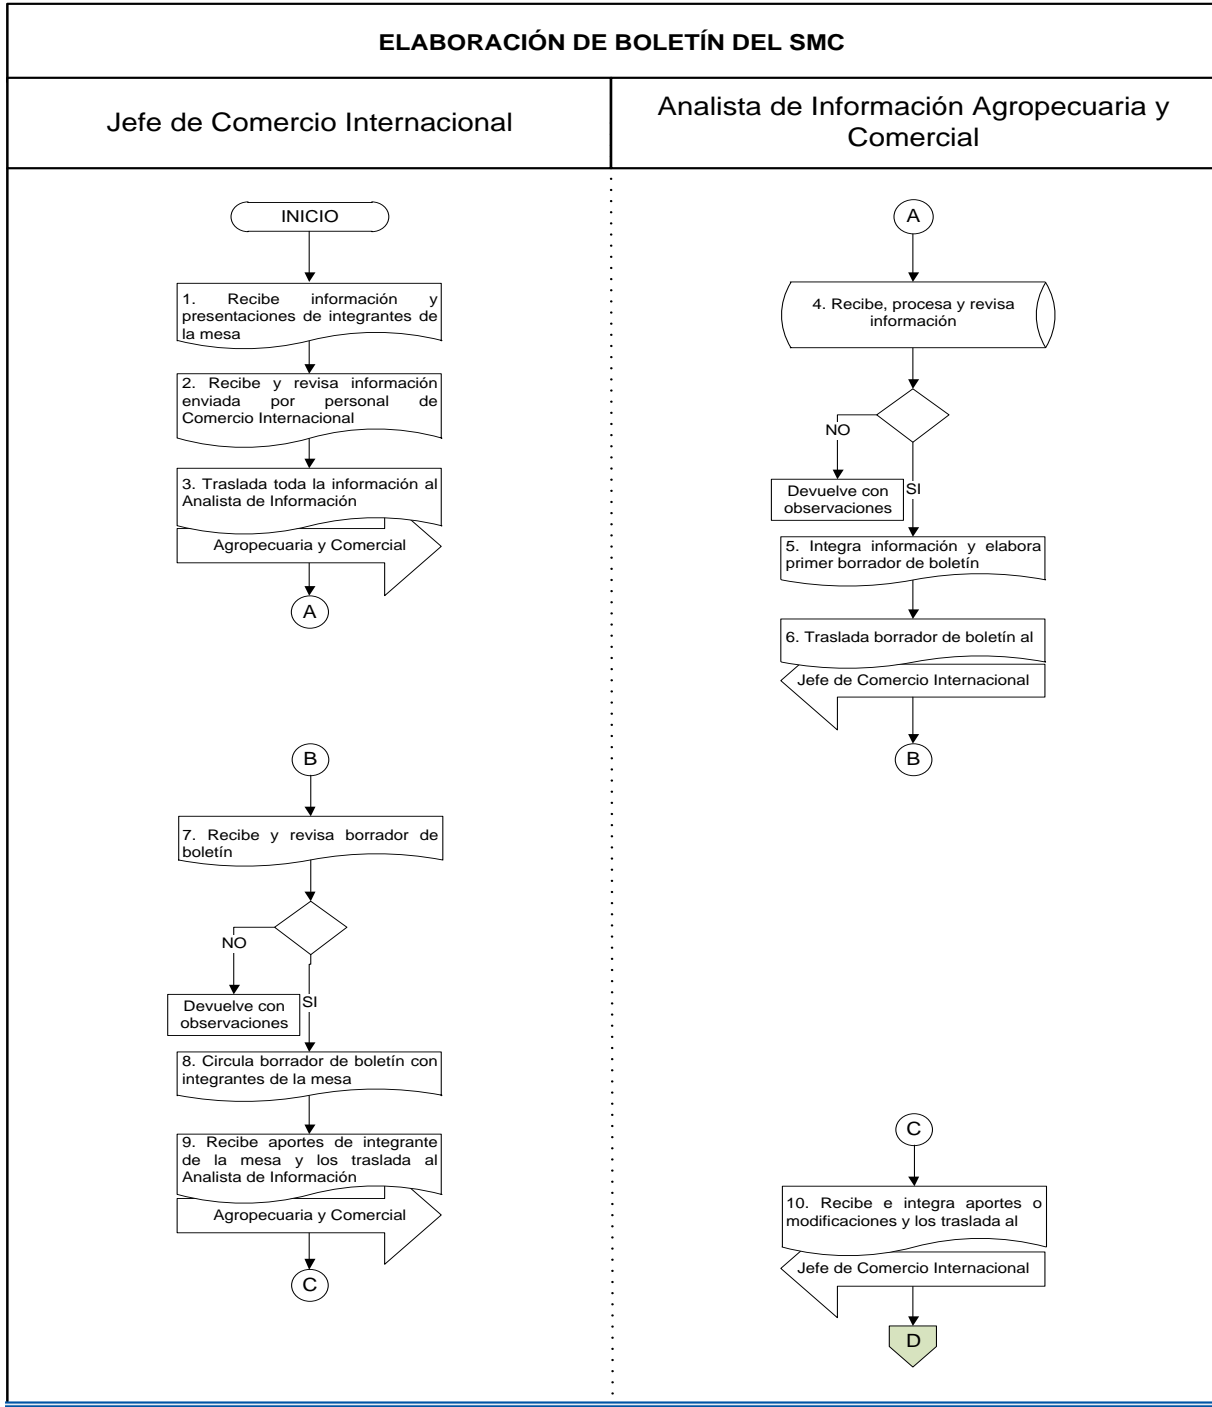 ELABORACIÓN DE BOLETÍN DEL SMC
Jefe de Comercio Internacional
Analista de Información Agropecuaria y
Comercial
INICIO
1. Recibe información y
presentaciones de integrantes de
la mesa
2. Recibe y revisa información
enviada por personal de
Comercio Internacional
3. Traslada toda la información al
Analista de Información
Agropecuaria y Comercial
A
A
4. Recibe, procesa y revisa
información
NO
Devuelve con
observaciones
SI
5. Integra información y elabora
primer borrador de boletín
6. Traslada borrador de boletín al
Jefe de Comercio Internacional
B
B
7. Recibe y revisa borrador de
boletín
NO
Devuelve con
observaciones
SI
8. Circula borrador de boletín con
integrantes de la mesa
9. Recibe aportes de integrante
de la mesa y los traslada al
Analista de Información
Agropecuaria y Comercial
C
C
10. Recibe e integra aportes o
modificaciones y los traslada al
Jefe de Comercio Internacional
D